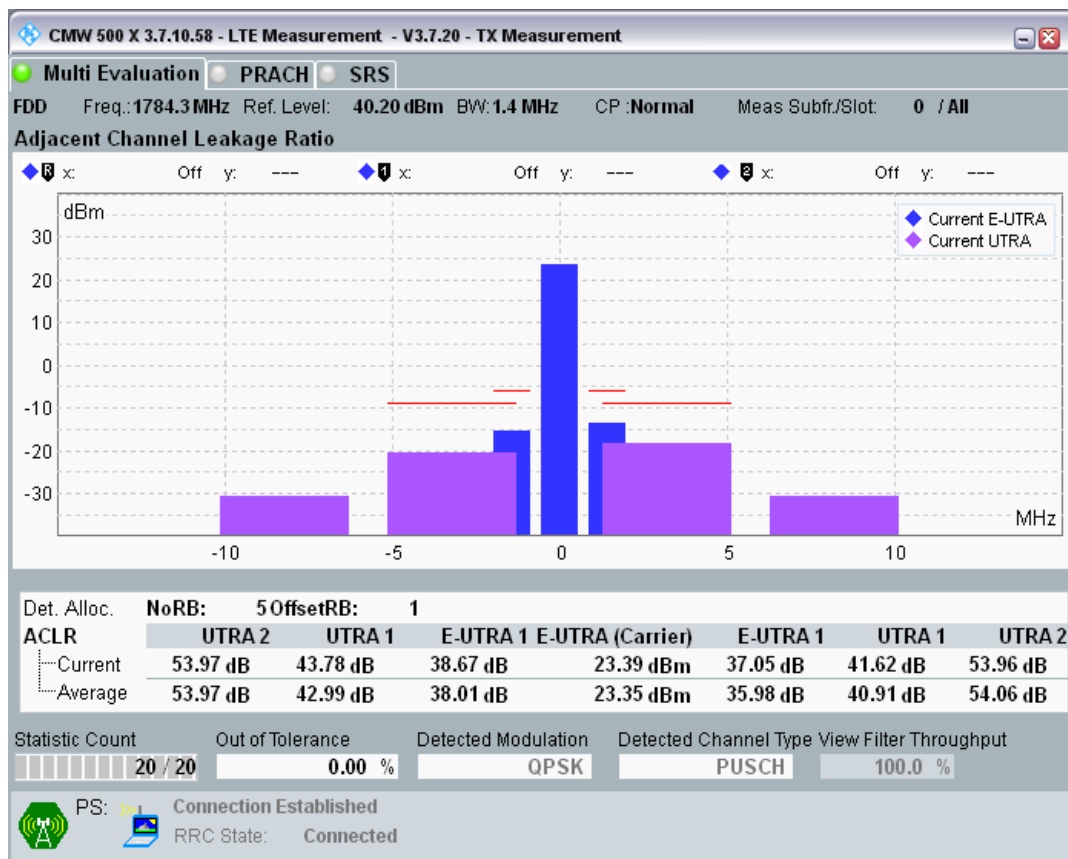 CMW 500 X 3.7.10.58 - LTE Measurement - V3.7.20 - TX Measurement
Multi Evaluation PRACH SRS
FDD Freq.: 1784.3 MHz Ref. Level: 40.20 dBm BW: 1.4 MHz CP :Normal Meas Subfr./Slot: 0 / All
Adjacent Channel Leakage Ratio
R x: Off y: --- 1 x: Off y: --- 2 x: Off y: ---
dBm
Current E-UTRA
Current UTRA
30
20
10
0
-10
-20
-30
MHz
-10 -5 0 5 10
Det. Alloc. NoRB: 5 OffsetRB: 1
ACLR UTRA 2 UTRA 1 E-UTRA 1 E-UTRA (Carrier) E-UTRA 1 UTRA 1 UTRA 2
Current 53.97 dB 43.78 dB 38.67 dB 23.39 dBm 37.05 dB 41.62 dB 53.96 dB
Average 53.97 dB 42.99 dB 38.01 dB 23.35 dBm 35.98 dB 40.91 dB 54.06 dB
Statistic Count Out of Tolerance Detected Modulation Detected Channel Type View Filter Throughput
20 / 20 0.00 % QPSK PUSCH 100.0 %
PS: Connection Established
RRC State: Connected